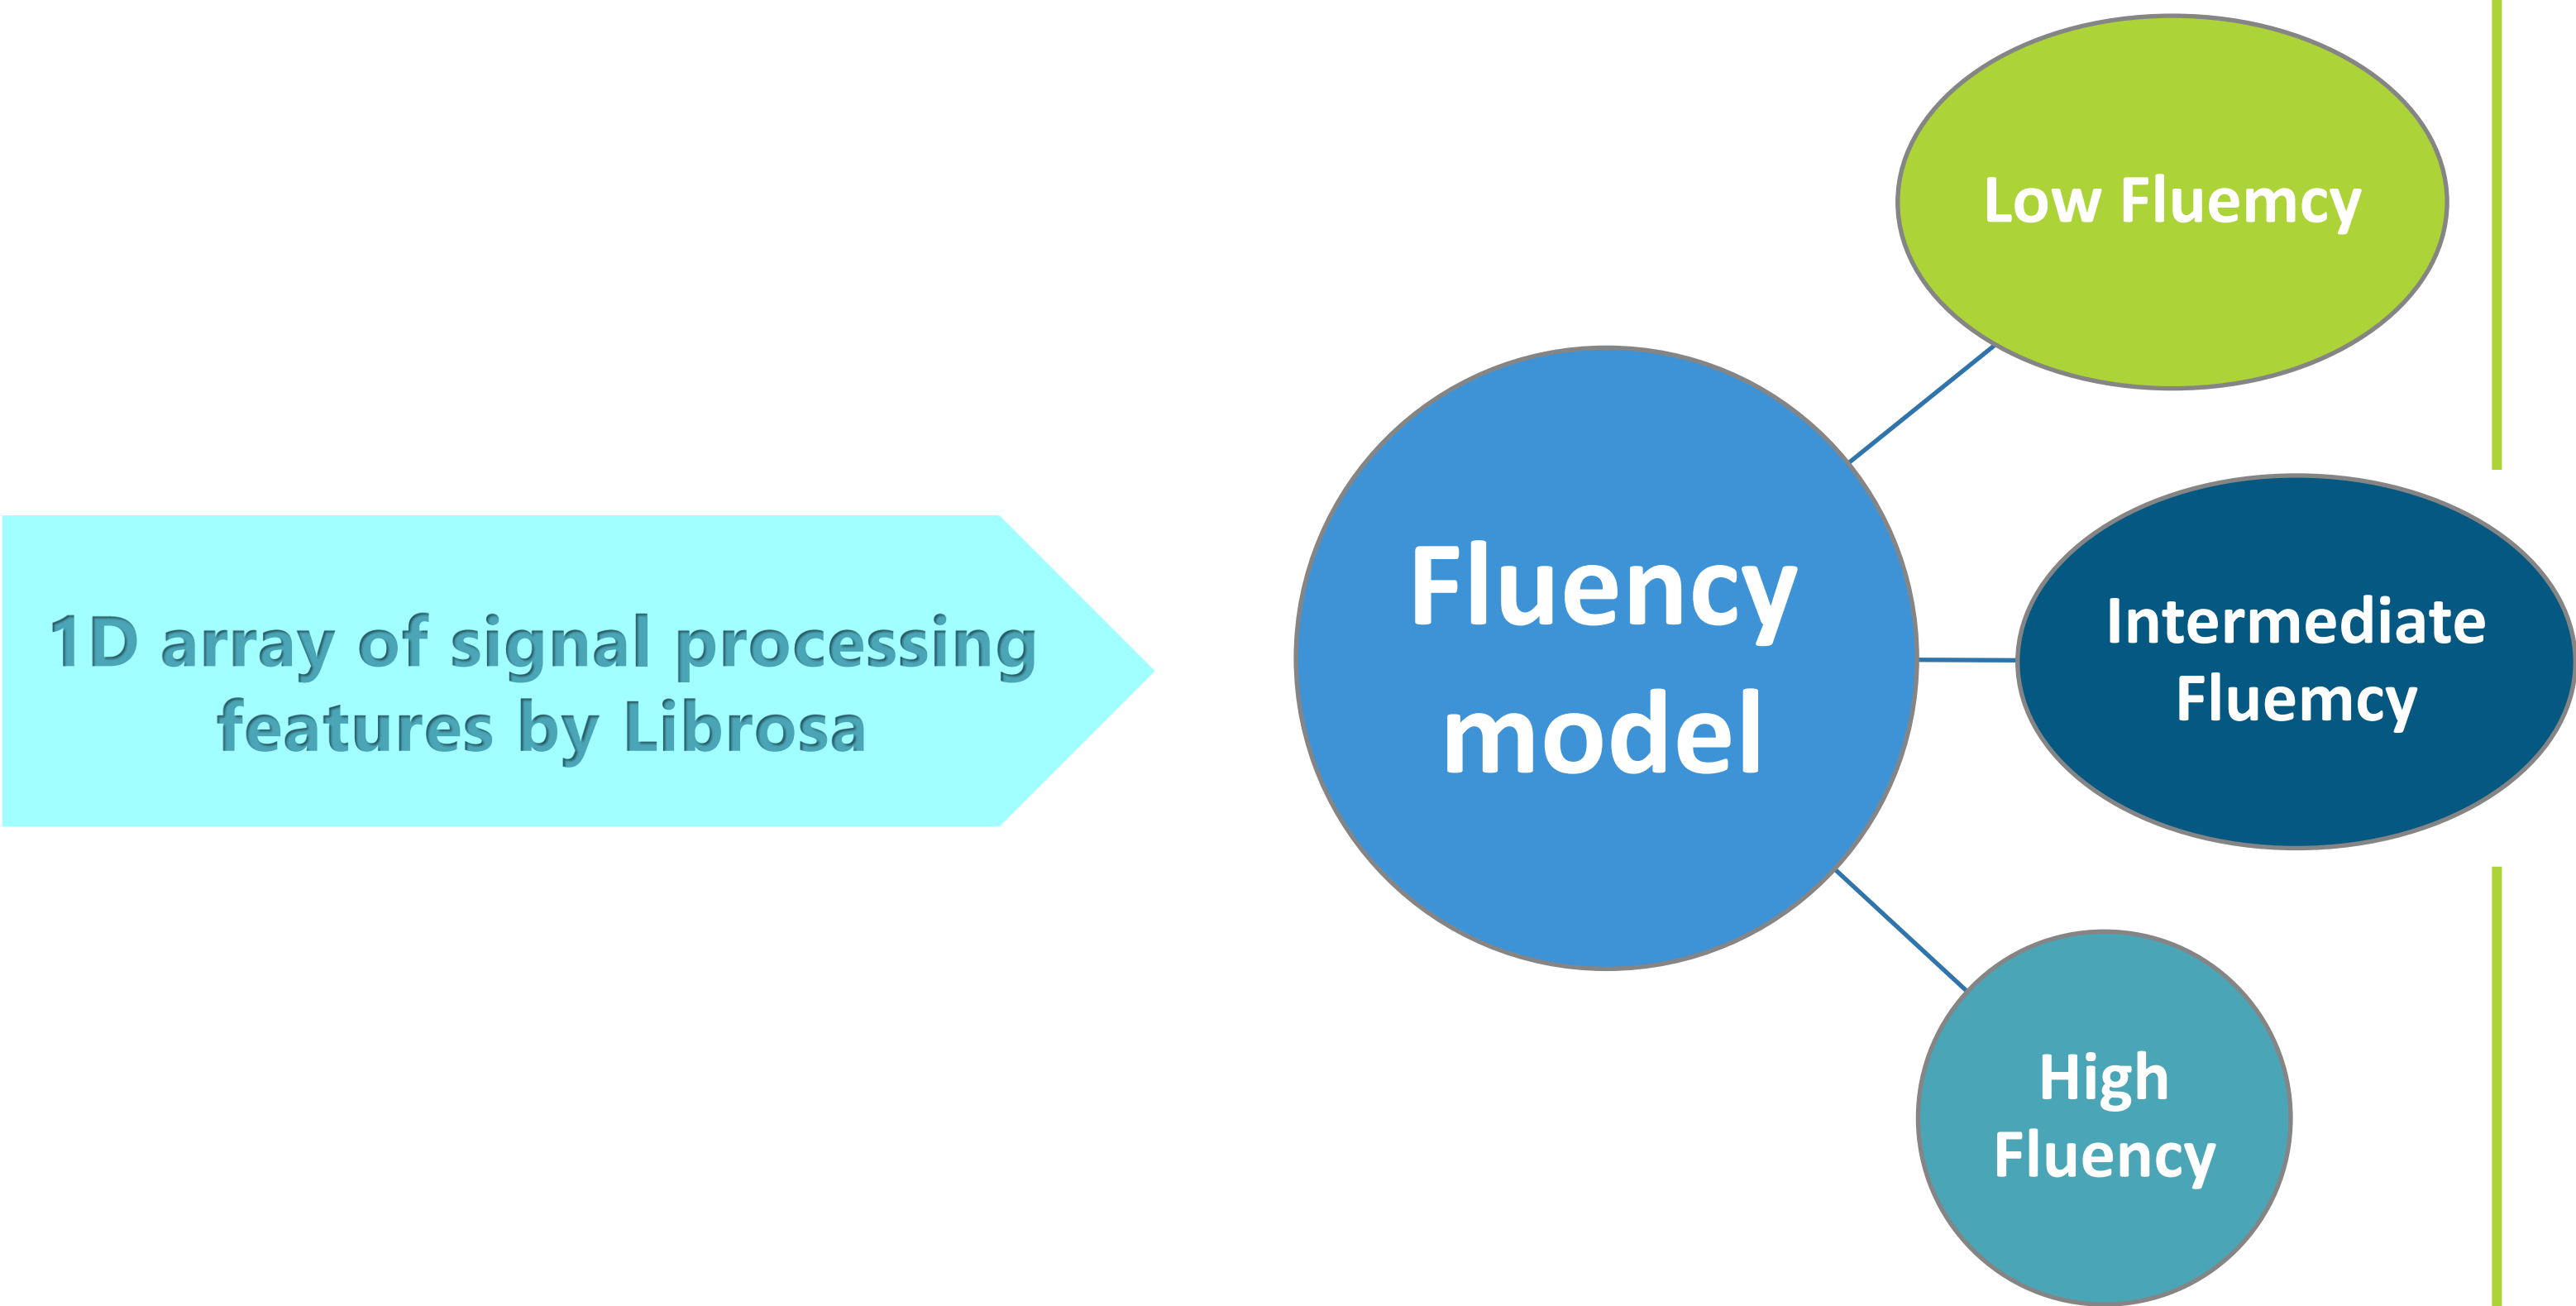 1D array of signal processing
features by Librosa
Fluency
model
Low Fluemcy
Intermediate
Fluemcy
High
Fluency